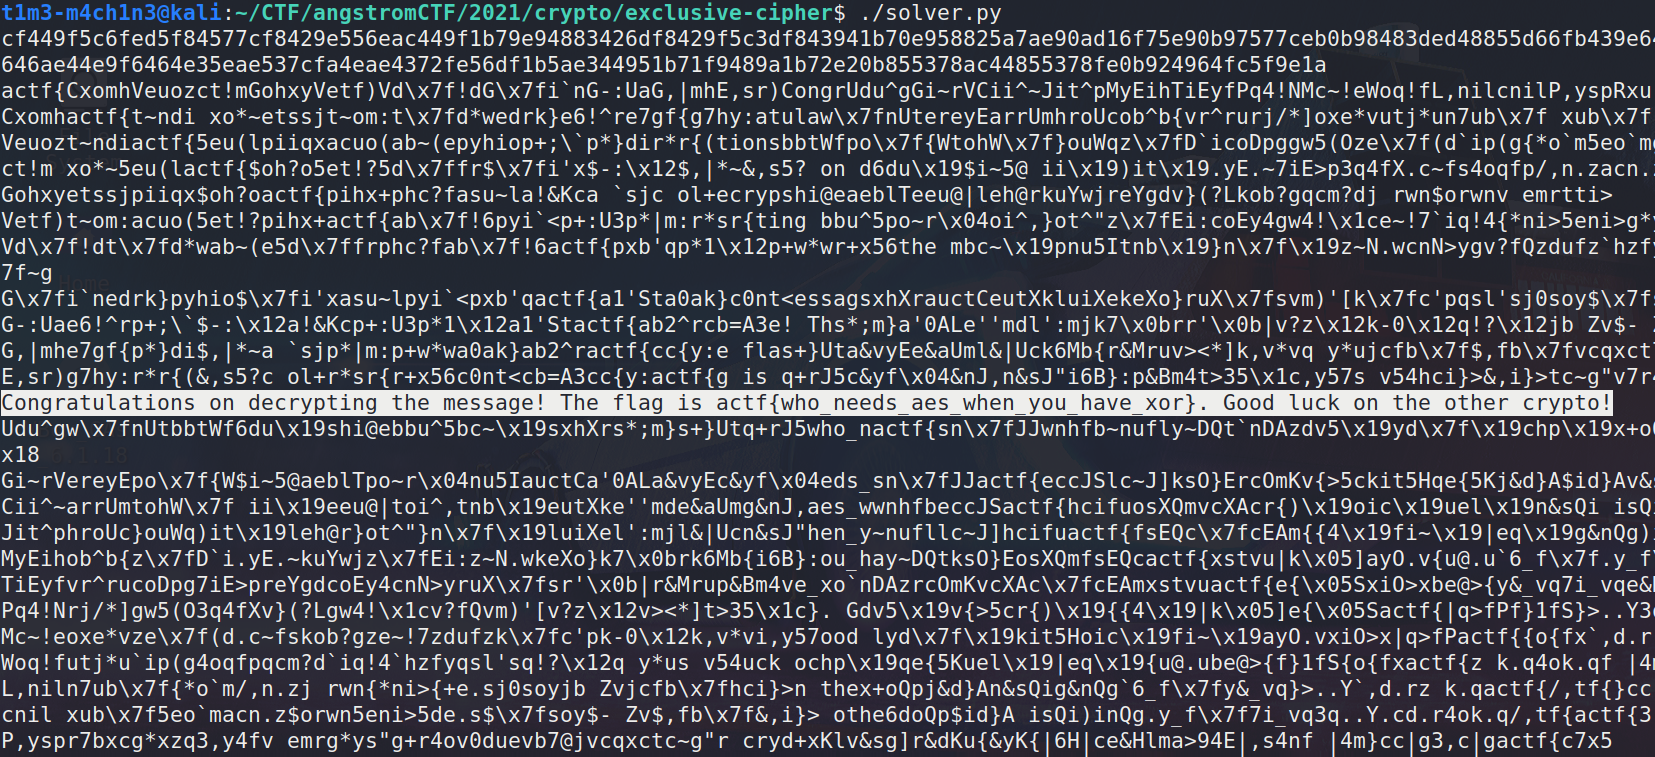 t1m3-m4ch1n3@kali:~/CTF/angstromCTF/2021/crypto/exclusive-cipher$ ./solver.py
cf449f5c6fed5f84577cf8429e556eac449f1b79e94883426df8429f5c3df843941b70e958825a7ae90ad16f75e90b97577ceb0b98483ded48855d66fb439e6
646ae44e9f6464e35eae537cfa4eae4372fe56df1b5ae344951b71f9489a1b72e20b855378ac44855378fe0b924964fc5f9e1a
actf{CxomhVeuozct!mGohxyVetf)Vd\x7f!dG\x7fi`nG-:UaG,|mhE,sr)CongrUdu^gGi~rVCii^~Jit^pMyEihTiEyfPq4!NMc~!eWoq!fL,nilcnilP,yspRxu
Cxomhactf{t~ndi xo*~etssjt~om:t\x7fd*wedrk}e6!^re7gf{g7hy:atulaw\x7fnUtereyEarrUmhroUcob^b{vr^rurj/*]oxe*vutj*un7ub\x7f xub\x7f
Veuozt~ndiactf{5eu(lpiiqxacuo(ab~(epyhiop+;\`p*}dir*r{(tionsbbtWfpo\x7f{WtohW\x7f}ouWqz\x7fD`icoDpggw5(Oze\x7f(d`ip(g{*o`m5eo`m
ct!m xo*~5eu(lactf{$oh?o5et!?5d\x7ffr$\x7fi'x$-:\x12$,|*~&,s5? on d6du\x19$i~5@ ii\x19)it\x19.yE.~7iE>p3q4fX.c~fs4oqfp/,n.zacn.
Gohxyetssjpiiqx$oh?oactf{pihx+phc?fasu~la!&Kca `sjc ol+ecrypshi@eaeblTeeu@|leh@rkuYwjreYgdv}(?Lkob?gqcm?dj rwn$orwnv emrtti>
Vetf)t~om:acuo(5et!?pihx+actf{ab\x7f!6pyi`<p+:U3p*|m:r*sr{ting bbu^5po~r\x04oi^,}ot^"z\x7fEi:coEy4gw4!\x1ce~!7`iq!4{*ni>5eni>g*
Vd\x7f!dt\x7fd*wab~(e5d\x7ffrphc?fab\x7f!6actf{pxb'qp*1\x12p+w*wr+x56the mbc~\x19pnu5Itnb\x19}n\x7f\x19z~N.wcnN>ygv?fQzdufz`hzf
7f~g
G\x7fi`nedrk}pyhio$\x7fi'xasu~lpyi`<pxb'qactf{a1'Sta0ak}c0nt<essagsxhXrauctCeutXkluiXekeXo}ruX\x7fsvm)'[k\x7fc'pqsl'sj0soy$\x7f
G-:Uae6!^rp+;\`$-:\x12a!&Kcp+:U3p*1\x12a1'Stactf{ab2^rcb=A3e! Ths*;m}a'0ALe''mdl':mjk7\x0brr'\x0b|v?z\x12k-0\x12q!?\x12jb Zv$-
G,|mhe7gf{p*}di$,|*~a `sjp*|m:p+w*wa0ak}ab2^ractf{cc{y:e flas+}Uta&vyEe&aUml&|Uck6Mb{r&Mruv><*]k,v*vq y*ujcfb\x7f$,fb\x7fvcqxct
E,sr)g7hy:r*r{(&,s5?c ol+r*sr{r+x56c0nt<cb=A3cc{y:actf{g is q+rJ5c&yf\x04&nJ,n&sJ"i6B}:p&Bm4t>35\x1c,y57s v54hci}>&,i}>tc~g"v7r
Congratulations on decrypting the message! The flag is actf{who_needs_aes_when_you_have_xor}. Good luck on the other crypto!
Udu^gw\x7fnUtbbtWf6du\x19shi@ebbu^5bc~\x19sxhXrs*;m}s+}Utq+rJ5who_nactf{sn\x7fJJwnhfb~nufly~DQt`nDAzdv5\x19yd\x7f\x19chp\x19x+o
x18
Gi~rVereyEpo\x7f{W$i~5@aeblTpo~r\x04nu5IauctCa'0ALa&vyEc&yf\x04eds_sn\x7fJJactf{eccJSlc~J]ksO}ErcOmKv{>5ckit5Hqe{5Kj&d}A$id}Av&
Cii^~arrUmtohW\x7f ii\x19eeu@|toi^,tnb\x19eutXke''mde&aUmg&nJ,aes_wwnhfbeccJSactf{hcifuosXQmvcXAcr{)\x19oic\x19uel\x19n&sQi isQ
Jit^phroUc}ouWq)it\x19leh@r}ot^"}n\x7f\x19luiXel':mjl&|Ucn&sJ"hen_y~nufllc~J]hcifuactf{fsEQc\x7fcEAm{{4\x19fi~\x19|eq\x19g&nQg)
MyEihob^b{z\x7fD`i.yE.~kuYwjz\x7fEi:z~N.wkeXo}k7\x0brk6Mb{i6B}:ou_hay~DQtksO}EosXQmfsEQcactf{xstvu|k\x05]ayO.v{u@.u`6_f\x7f.y_f
TiEyfvr^rucoDpg7iE>preYgdcoEy4cnN>yruX\x7fsr'\x0b|r&Mrup&Bm4ve_xo`nDAzrcOmKvcXAc\x7fcEAmxstvuactf{e{\x05SxiO>xbe@>{y&_vq7i_vqe&
Pq4!Nrj/*]gw5(O3q4fXv}(?Lgw4!\x1cv?fQvm)'[v?z\x12v><*]t>35\x1c}. Gdv5\x19v{>5cr{)\x19{{4\x19|k\x05]e{\x05Sactf{|q>fPf}1fS}>..Y3
Mc~!eoxe*vze\x7f(d.c~fskob?gze~!7zdufzk\x7fc'pk-0\x12k,v*vi,y57ood lyd\x7f\x19kit5Hoic\x19fi~\x19ayO.vxiO>x|q>fPactf{{o{fx`,d.r
Woq!futj*u`ip(g4oqfpqcm?d`iq!4`hzfyqsl'sq!?\x12q y*us v54uck ochp\x19qe{5Kuel\x19|eq\x19{u@.ube@>{f}1fS{o{fxactf{z k.q4ok.qf |4
L,niln7ub\x7f{*o`m/,n.zj rwn{*ni>{+e.sj0soyjb Zvjcfb\x7fhci}>n thex+oQpj&d}An&sQig&nQg`6_f\x7fy&_vq}>..Y`,d.rz k.qactf{/,tf{}cc
cnil xub\x7f5eo`macn.z$orwn5eni>5de.s$\x7fsoy$- Zv$,fb\x7f&,i}> othe6doQp$id}A isQi)inQg.y_f\x7f7i_vq3q..Y.cd.r4ok.q/,tf{actf{3
P,yspr7bxcg*xzq3,y4fv emrg*ys"g+r4ov0duevb7@jvcqxctc~g"r cryd+xKlv&sg]r&dKu{&yK{|6H|ce&Hlma>94E|,s4nf |4m}cc|g3,c|gactf{c7x5